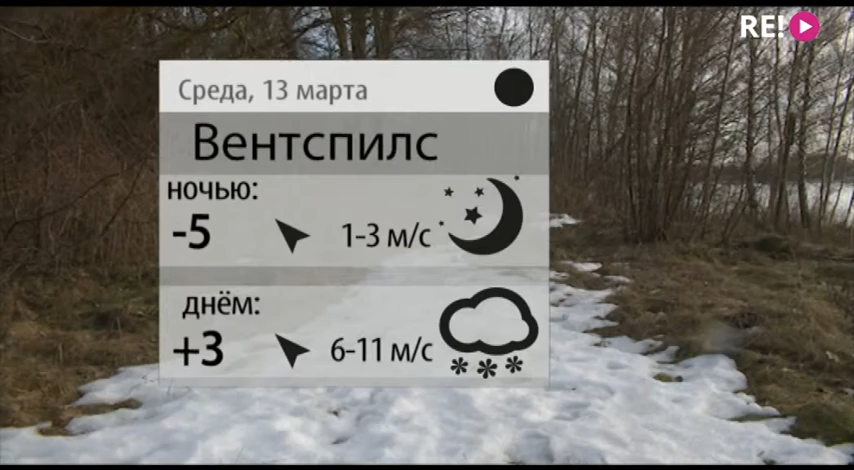 RE!
Среда, 13 марта
Вентспилс
ночью:
-5 1-3 м/с
днём:
+3 6-11 м/с